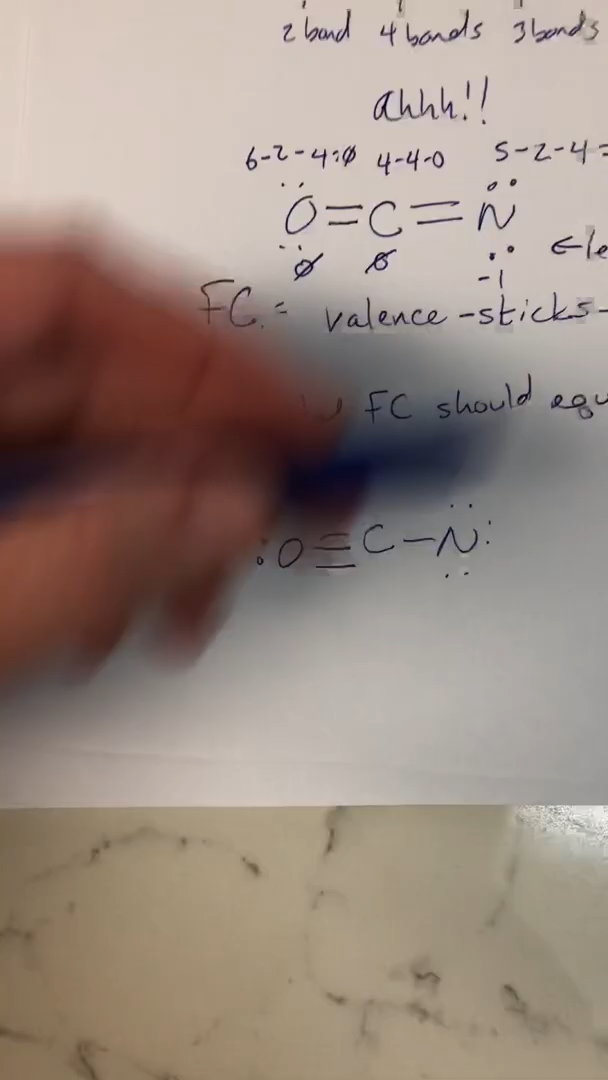 2 bond 4 bonds 3 bonds
ahhh!!
6-2-4=0 4-4-0 5-2-4=
O=C=N
0 0 -1
FC = valence -sticks-
FC should equ
:O≡C-N: